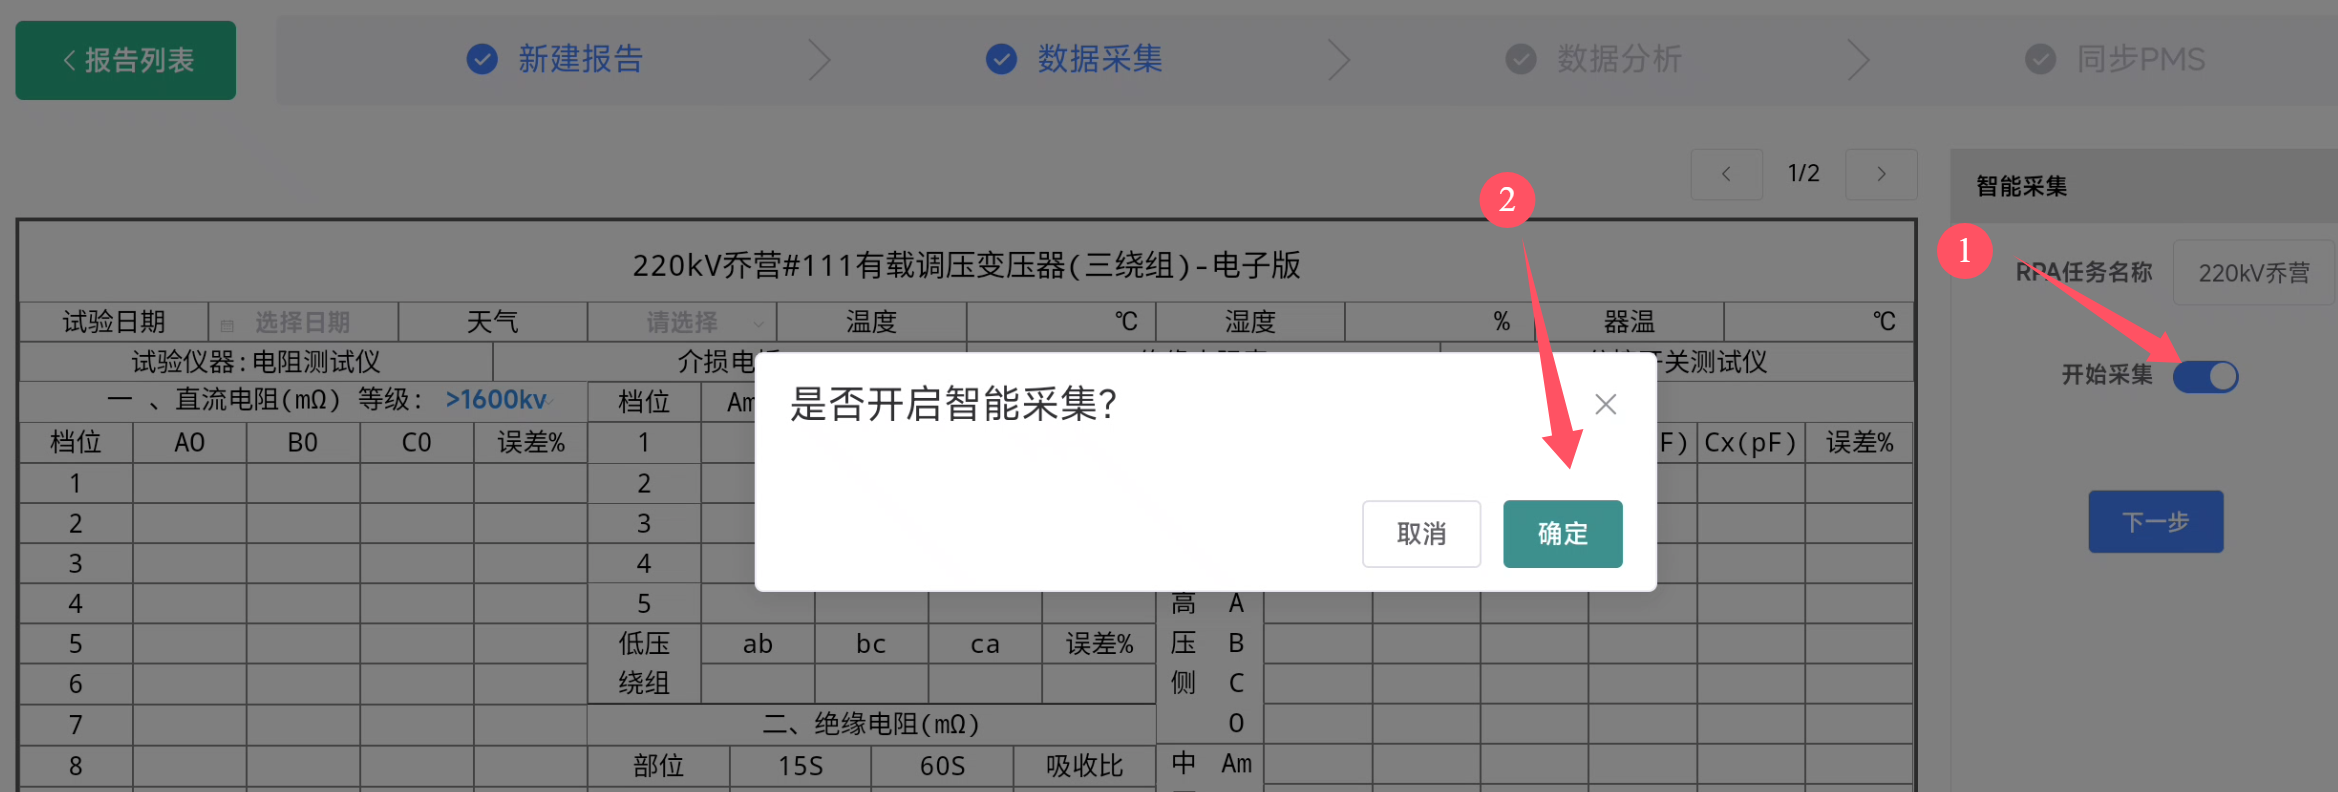 报告列表
新建报告
数据采集
数据分析
同步PMS
1/2
智能采集
2
1
RPA任务名称 220kV乔营
开始采集
下一步
220kV乔营#111有载调压变压器(三绕组)-电子版
试验日期 选择日期 天气 请选择 温度 ℃ 湿度 % 器温 ℃
试验仪器:电阻测试仪 介损电 关测试仪
一 、直流电阻(mΩ) 等级: >1600kv 档位 Am
是否开启智能采集?
取消 确定
档位 AO BO CO 误差% 1 F) Cx(pF) 误差%
1 2
2 3
3 4
4 5 高 A
5 低压 ab bc ca 误差% 压 B
6 绕组 侧 C
7 二、绝缘电阻(mΩ) O
8 部位 15S 60S 吸收比 中 Am